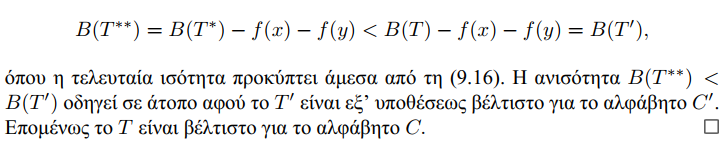 B(T**) = B(T*) − f(x) − f(y) < B(T) − f(x) − f(y) = B(T′),
όπου η τελευταία ισότητα προκύπτει άμεσα από τη (9.16). Η ανισότητα B(T**) <
B(T′) οδηγεί σε άτοπο αφού το T′ είναι εξ’ υποθέσεως βέλτιστο για το αλφάβητο C′.
Επομένως το T είναι βέλτιστο για το αλφάβητο C. □